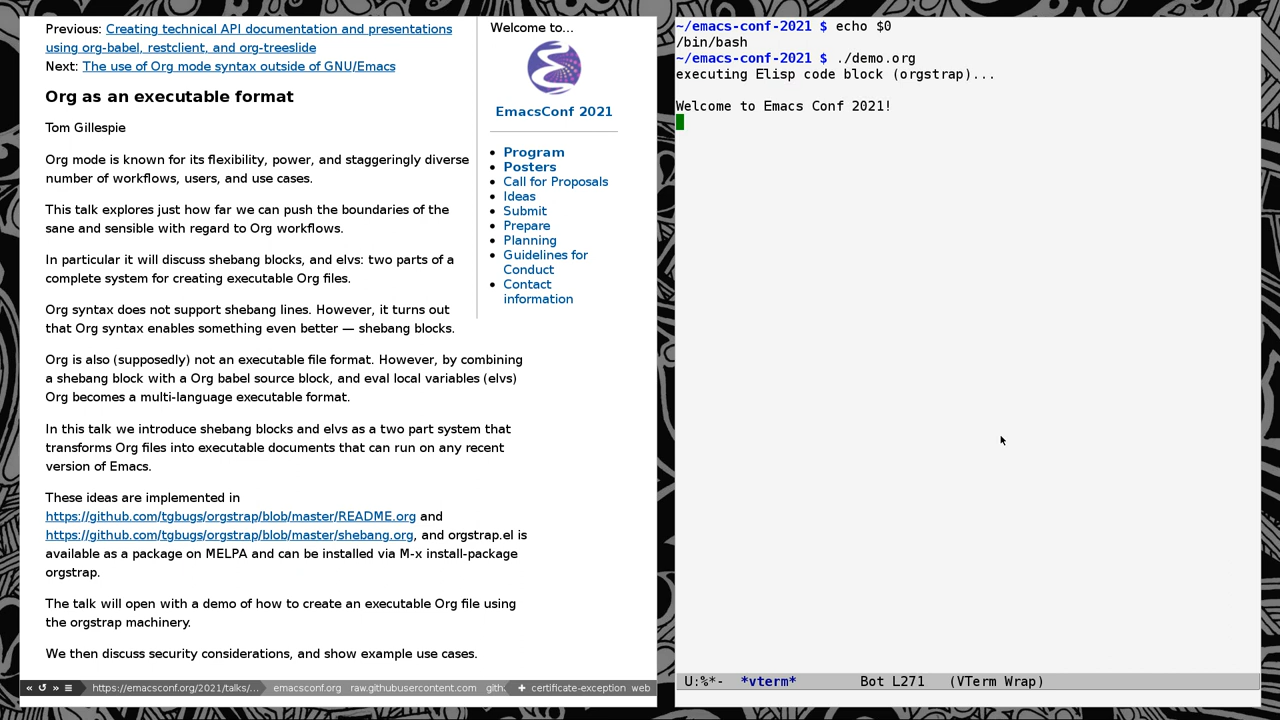 Previous: Creating technical API documentation and presentations
using org-babel, restclient, and org-treeslide
Next: The use of Org mode syntax outside of GNU/Emacs
Org as an executable format
Tom Gillespie
Org mode is known for its flexibility, power, and staggeringly diverse
number of workflows, users, and use cases.
This talk explores just how far we can push the boundaries of the
sane and sensible with regard to Org workflows.
In particular it will discuss shebang blocks, and elvs: two parts of a
complete system for creating executable Org files.
Org syntax does not support shebang lines. However, it turns out
that Org syntax enables something even better — shebang blocks.
Org is also (supposedly) not an executable file format. However, by combining
a shebang block with a Org babel source block, and eval local variables (elvs)
Org becomes a multi-language executable format.
In this talk we introduce shebang blocks and elvs as a two part system that
transforms Org files into executable documents that can run on any recent
version of Emacs.
These ideas are implemented in
https://github.com/tgbugs/orgstrap/blob/master/README.org and
https://github.com/tgbugs/orgstrap/blob/master/shebang.org, and orgstrap.el is
available as a package on MELPA and can be installed via M-x install-package
orgstrap.
The talk will open with a demo of how to create an executable Org file using
the orgstrap machinery.
We then discuss security considerations, and show example use cases.
Welcome to...
EmacsConf 2021
Program
Posters
Call for Proposals
Ideas
Submit
Prepare
Planning
Guidelines for
Conduct
Contact
information
« ↺ » ≡ https://emacsconf.org/2021/talks/... emacsconf.org raw.githubusercontent.com gith. ✚ certificate-exception web
~/emacs-conf-2021 $ echo $0
/bin/bash
~/emacs-conf-2021 $ ./demo.org
executing Elisp code block (orgstrap)...
Welcome to Emacs Conf 2021!
U:%*- *vterm* Bot L271 (VTerm Wrap)